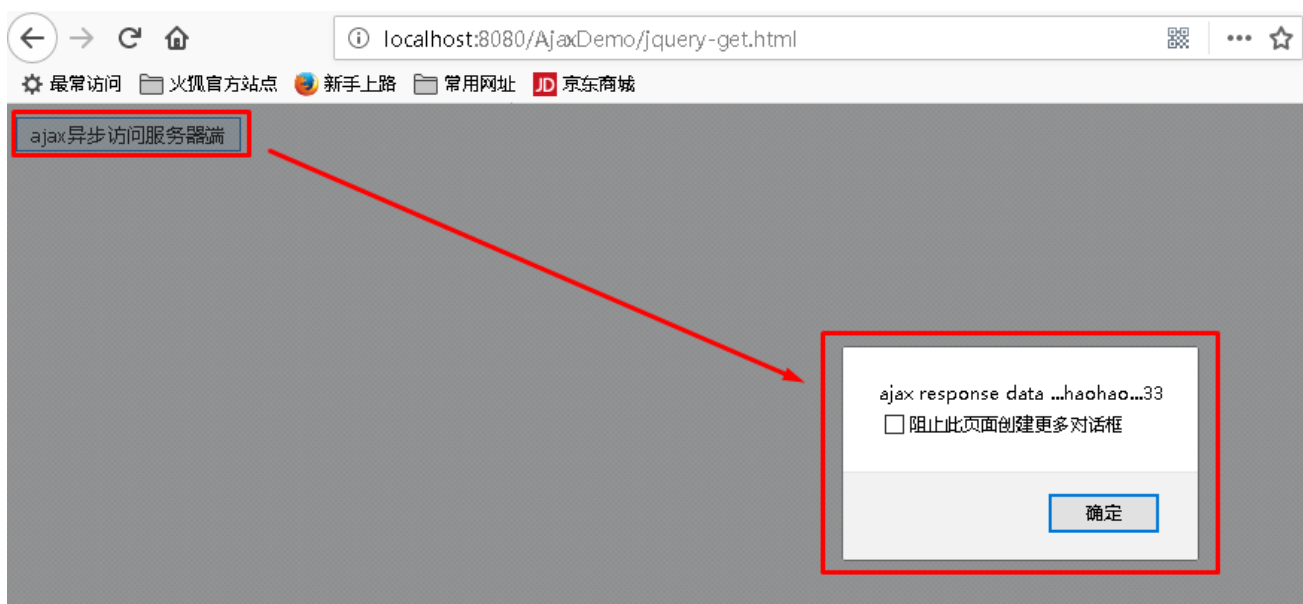 localhost:8080/AjaxDemo/jquery-get.html
最常访问 火狐官方站点 新手上路 常用网址 JD 京东商城
ajax异步访问服务器端
ajax response data ...haohao...33
阻止此页面创建更多对话框
确定